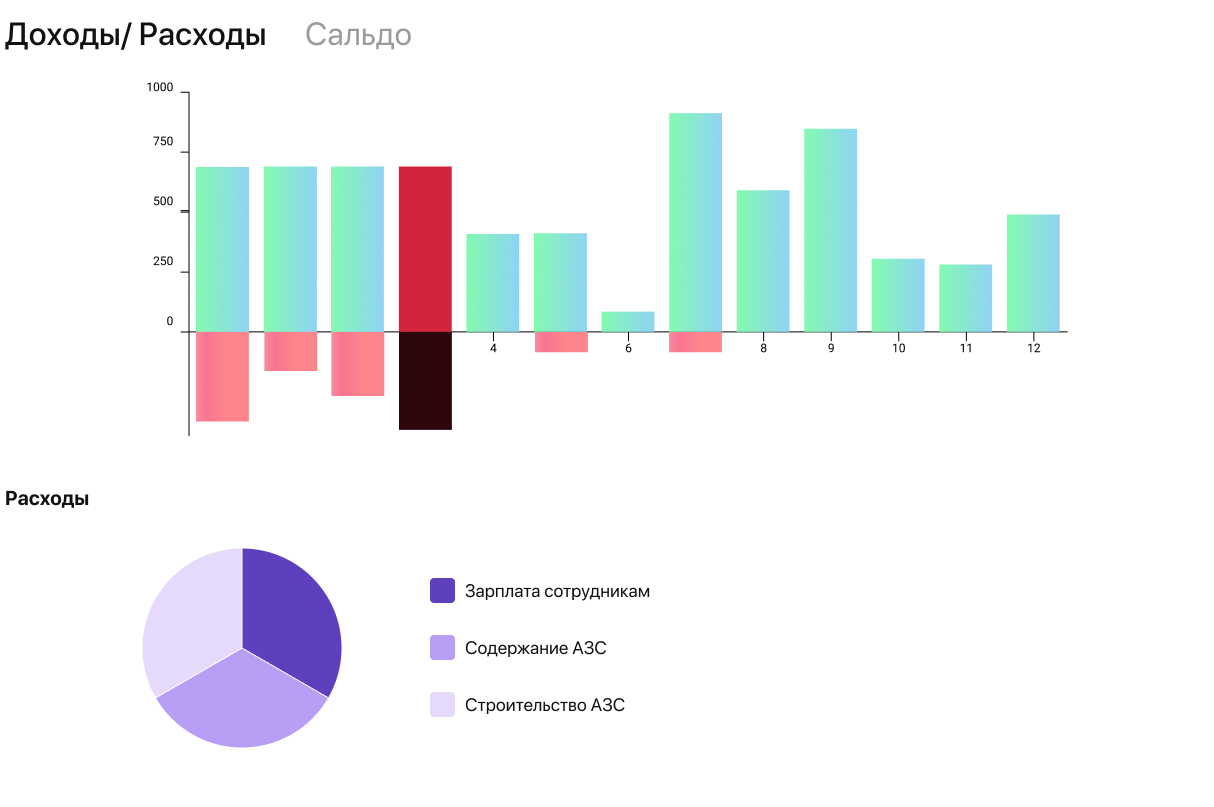 Доходы/ Расходы Сальдо
1000
750
500
250
0
4 6 8 9 10 11 12
Расходы
Зарплата сотрудникам
Содержание АЗС
Строительство АЗС